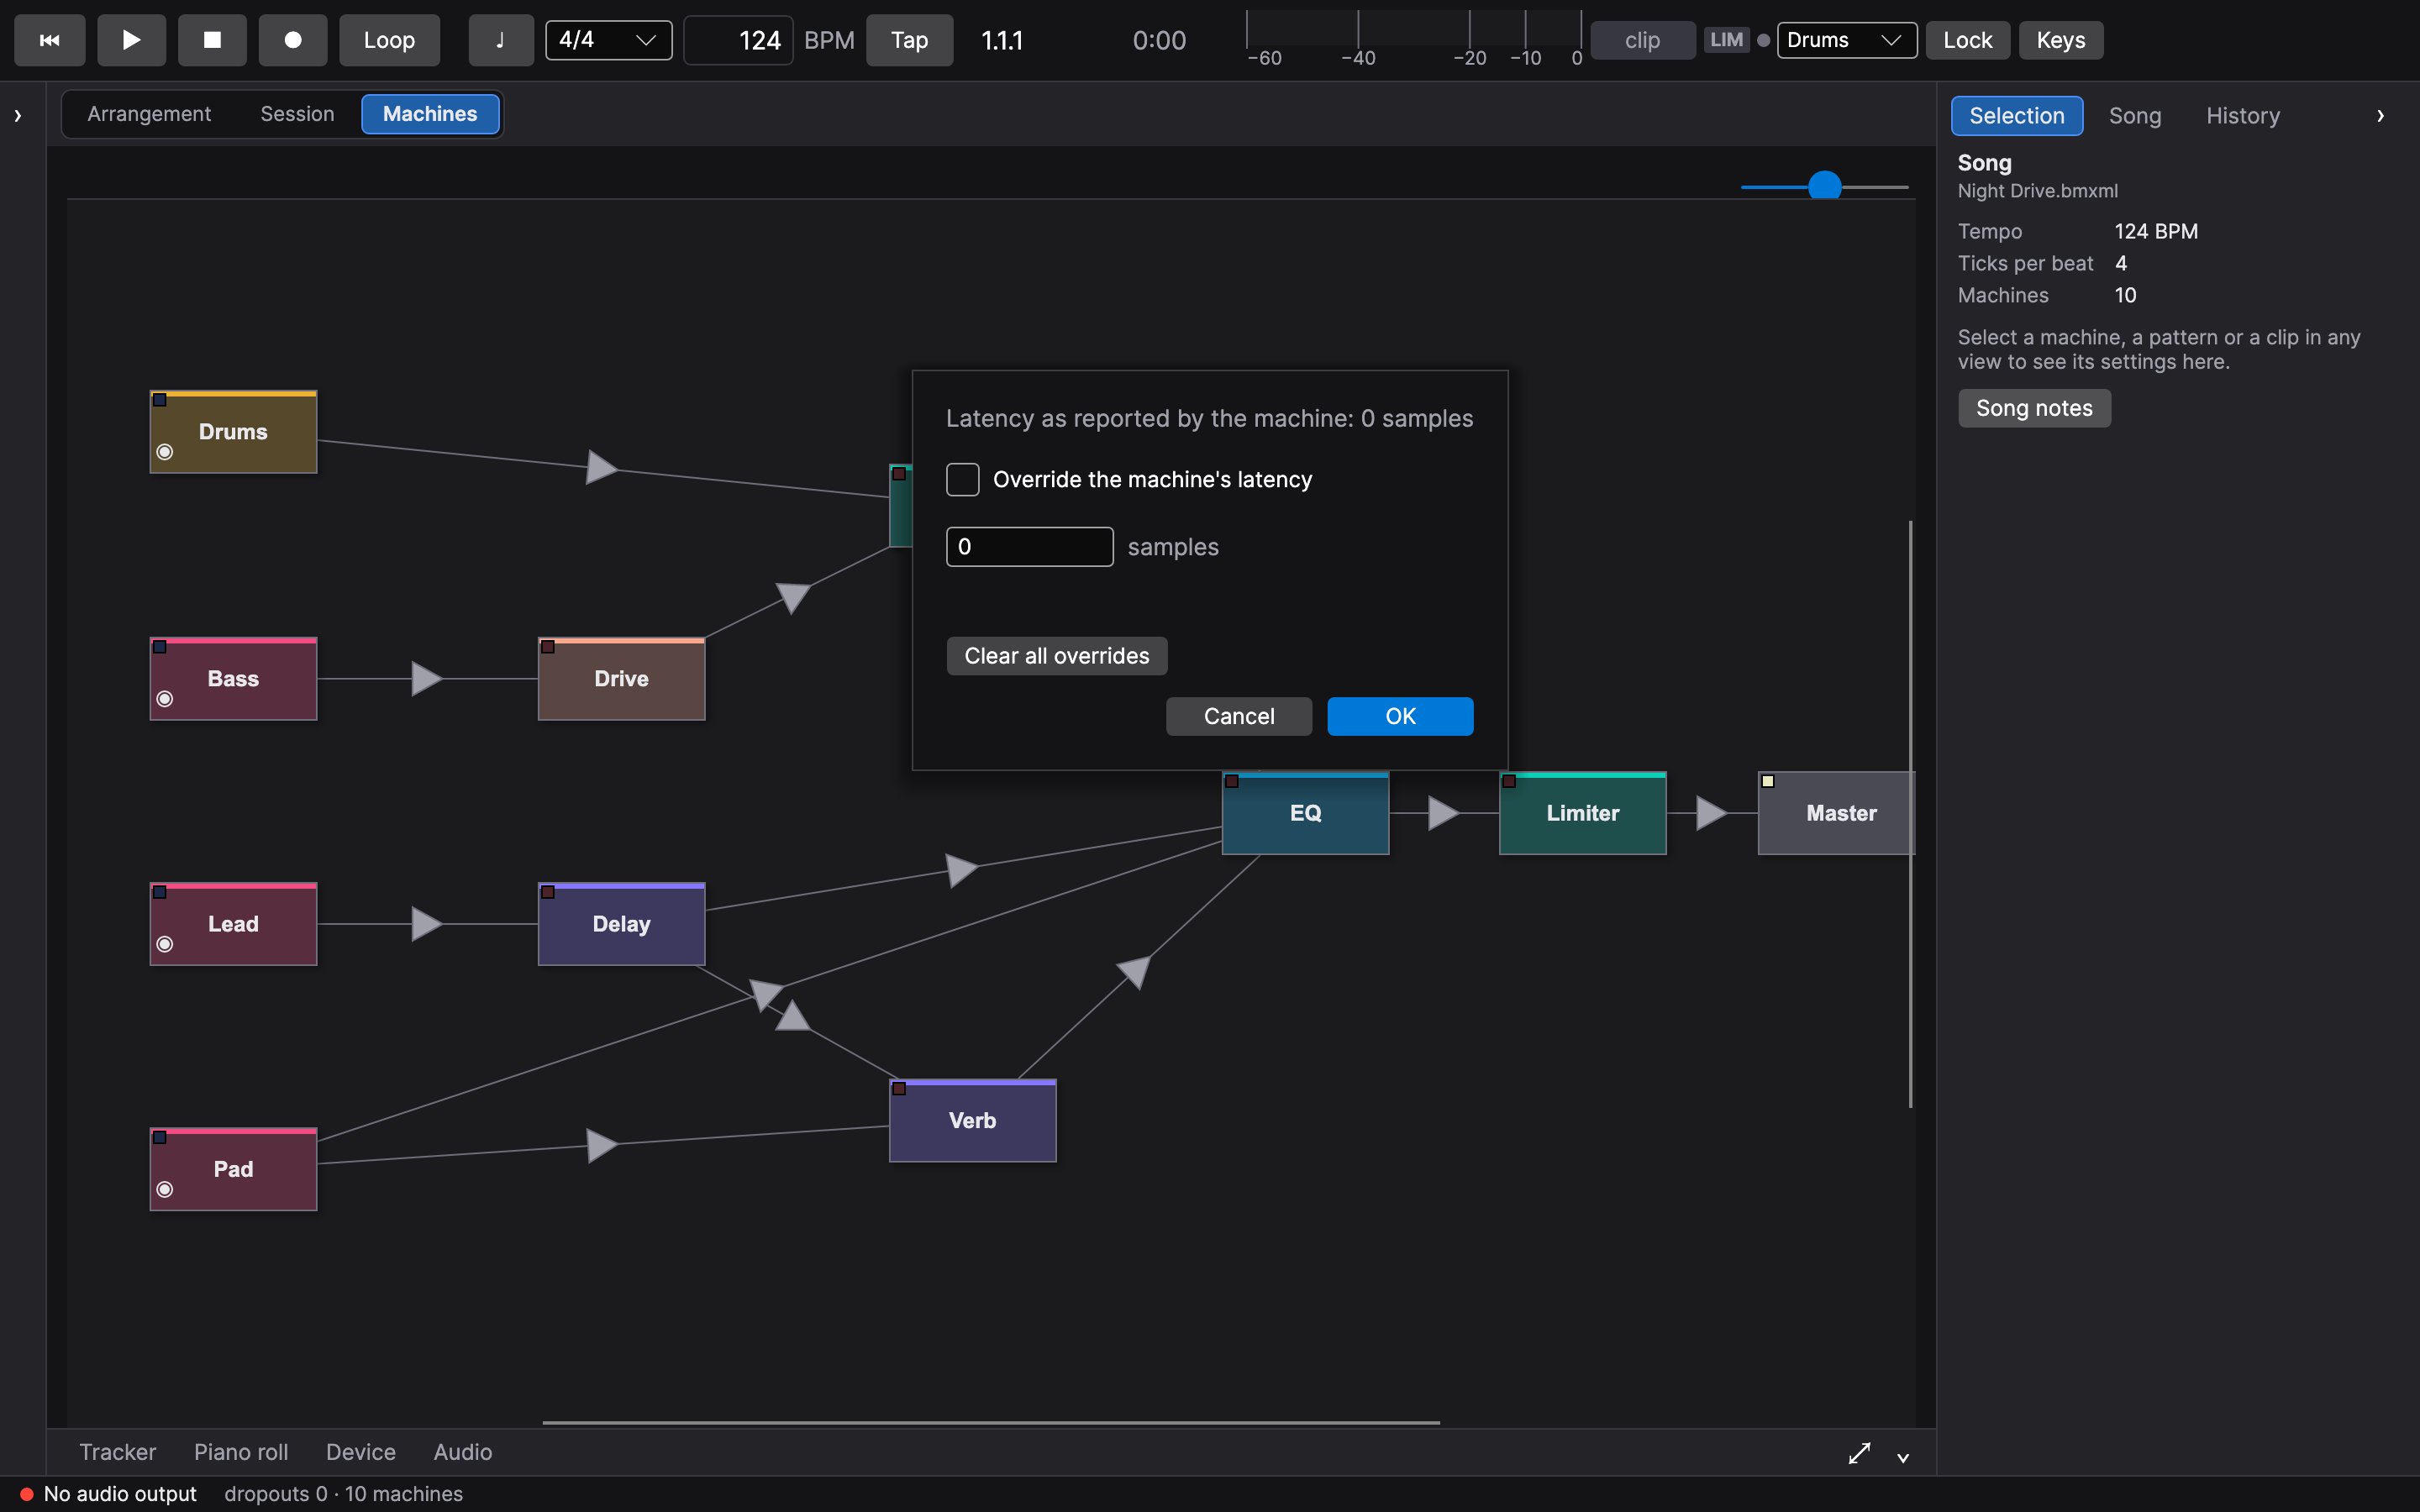 Loop
4/4
124 BPM
Tap
1.1.1
0:00
−60 −40 −20 −10 0
clip
LIM
Drums
Lock
Keys
Arrangement
Session
Machines
Selection
Song
History
Song
Night Drive.bmxml
Tempo 124 BPM
Ticks per beat 4
Machines 10
Select a machine, a pattern or a clip in any
view to see its settings here.
Song notes
Latency as reported by the machine: 0 samples
Override the machine's latency
0 samples
Clear all overrides
Cancel
OK
Drums
Bass
Drive
EQ
Limiter
Master
Lead
Delay
Verb
Pad
Tracker
Piano roll
Device
Audio
No audio output
dropouts 0 · 10 machines